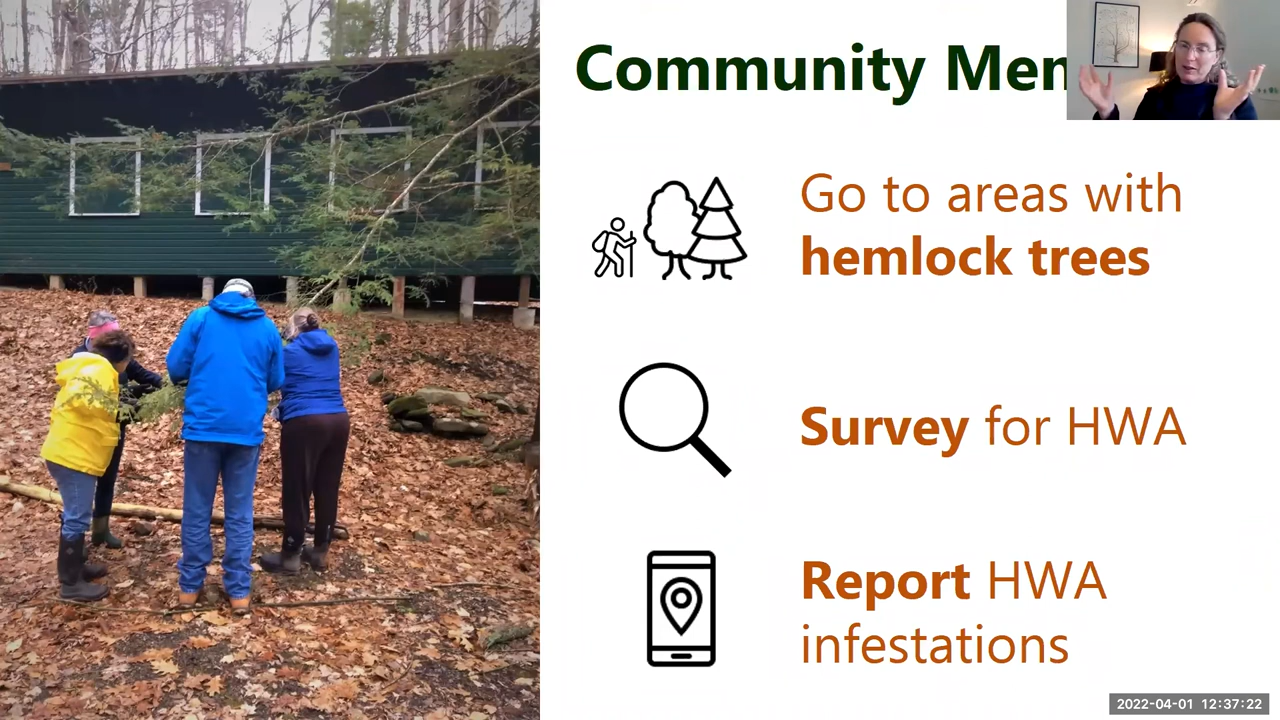 Community Mem
Go to areas with
hemlock trees
Survey for HWA
Report HWA
infestations
2022-04-01 12:37:22